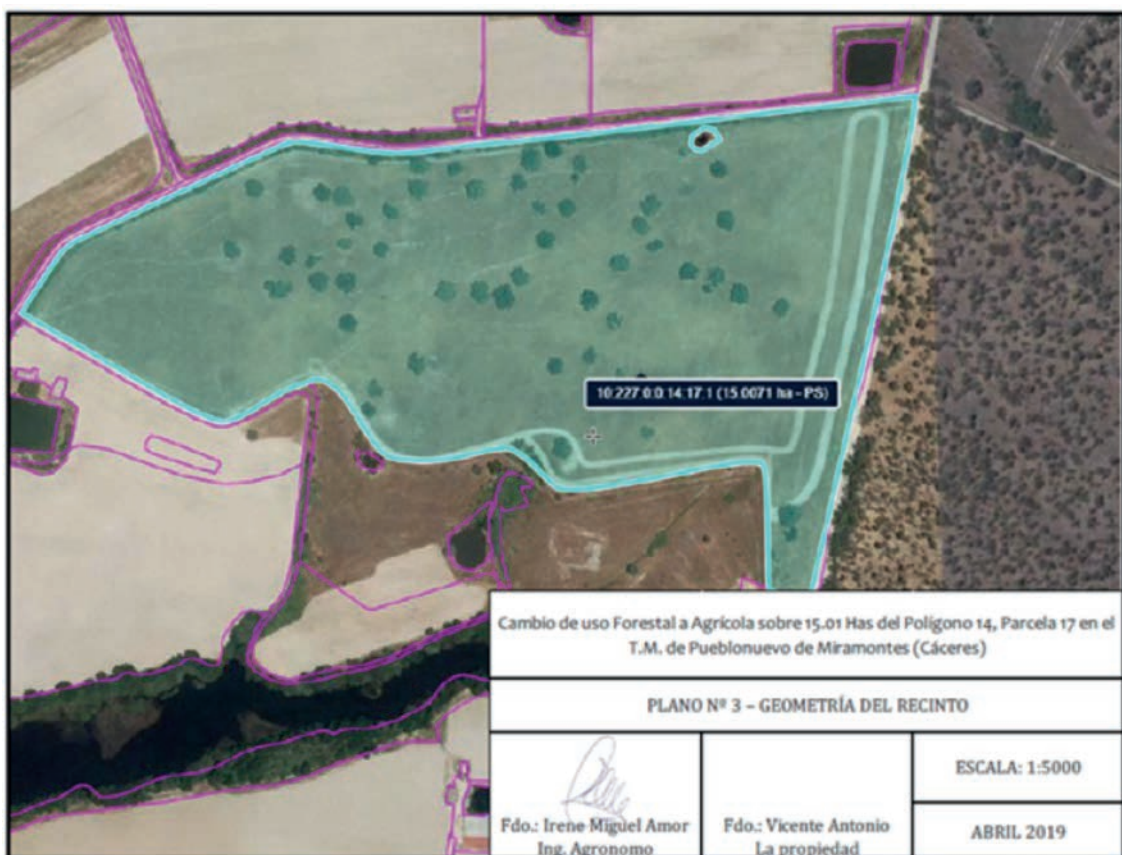 10:227:0:0:14:17:1 (15.0071 ha - PS)
Cambio de uso Forestal a Agrícola sobre 15.01 Has del Polígono 14, Parcela 17 en el
T.M. de Pueblonuevo de Miramontes (Cáceres)
PLANO Nº 3 – GEOMETRÍA DEL RECINTO
Fdo.: Irene Miguel Amor
Ing. Agronomo
Fdo.: Vicente Antonio
La propiedad
ESCALA: 1:5000
ABRIL 2019